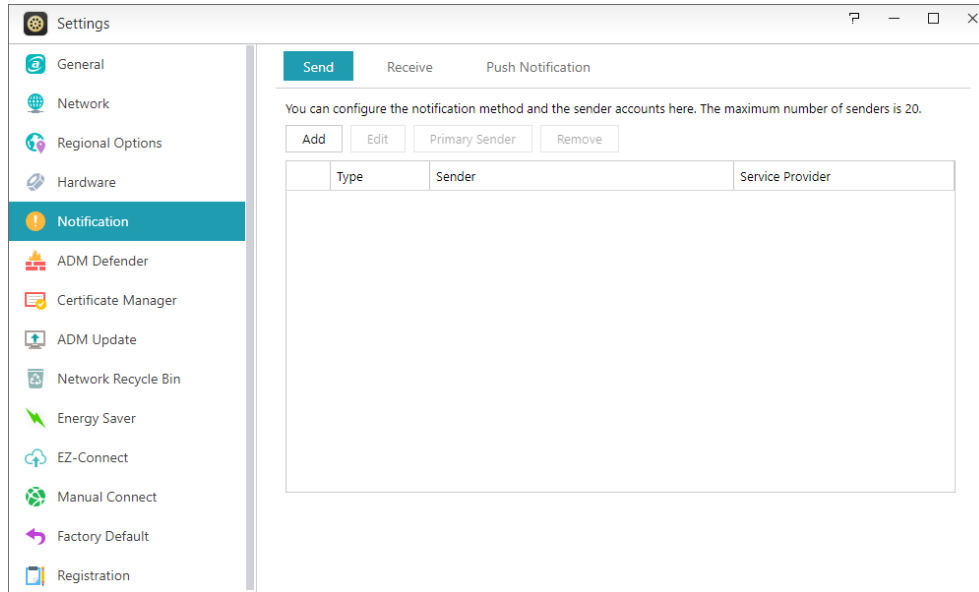 Settings
General
Network
Regional Options
Hardware
Notification
ADM Defender
Certificate Manager
ADM Update
Network Recycle Bin
Energy Saver
EZ-Connect
Manual Connect
Factory Default
Registration
Send Receive Push Notification
You can configure the notification method and the sender accounts here. The maximum number of senders is 20.
Add Edit Primary Sender Remove
Type Sender Service Provider